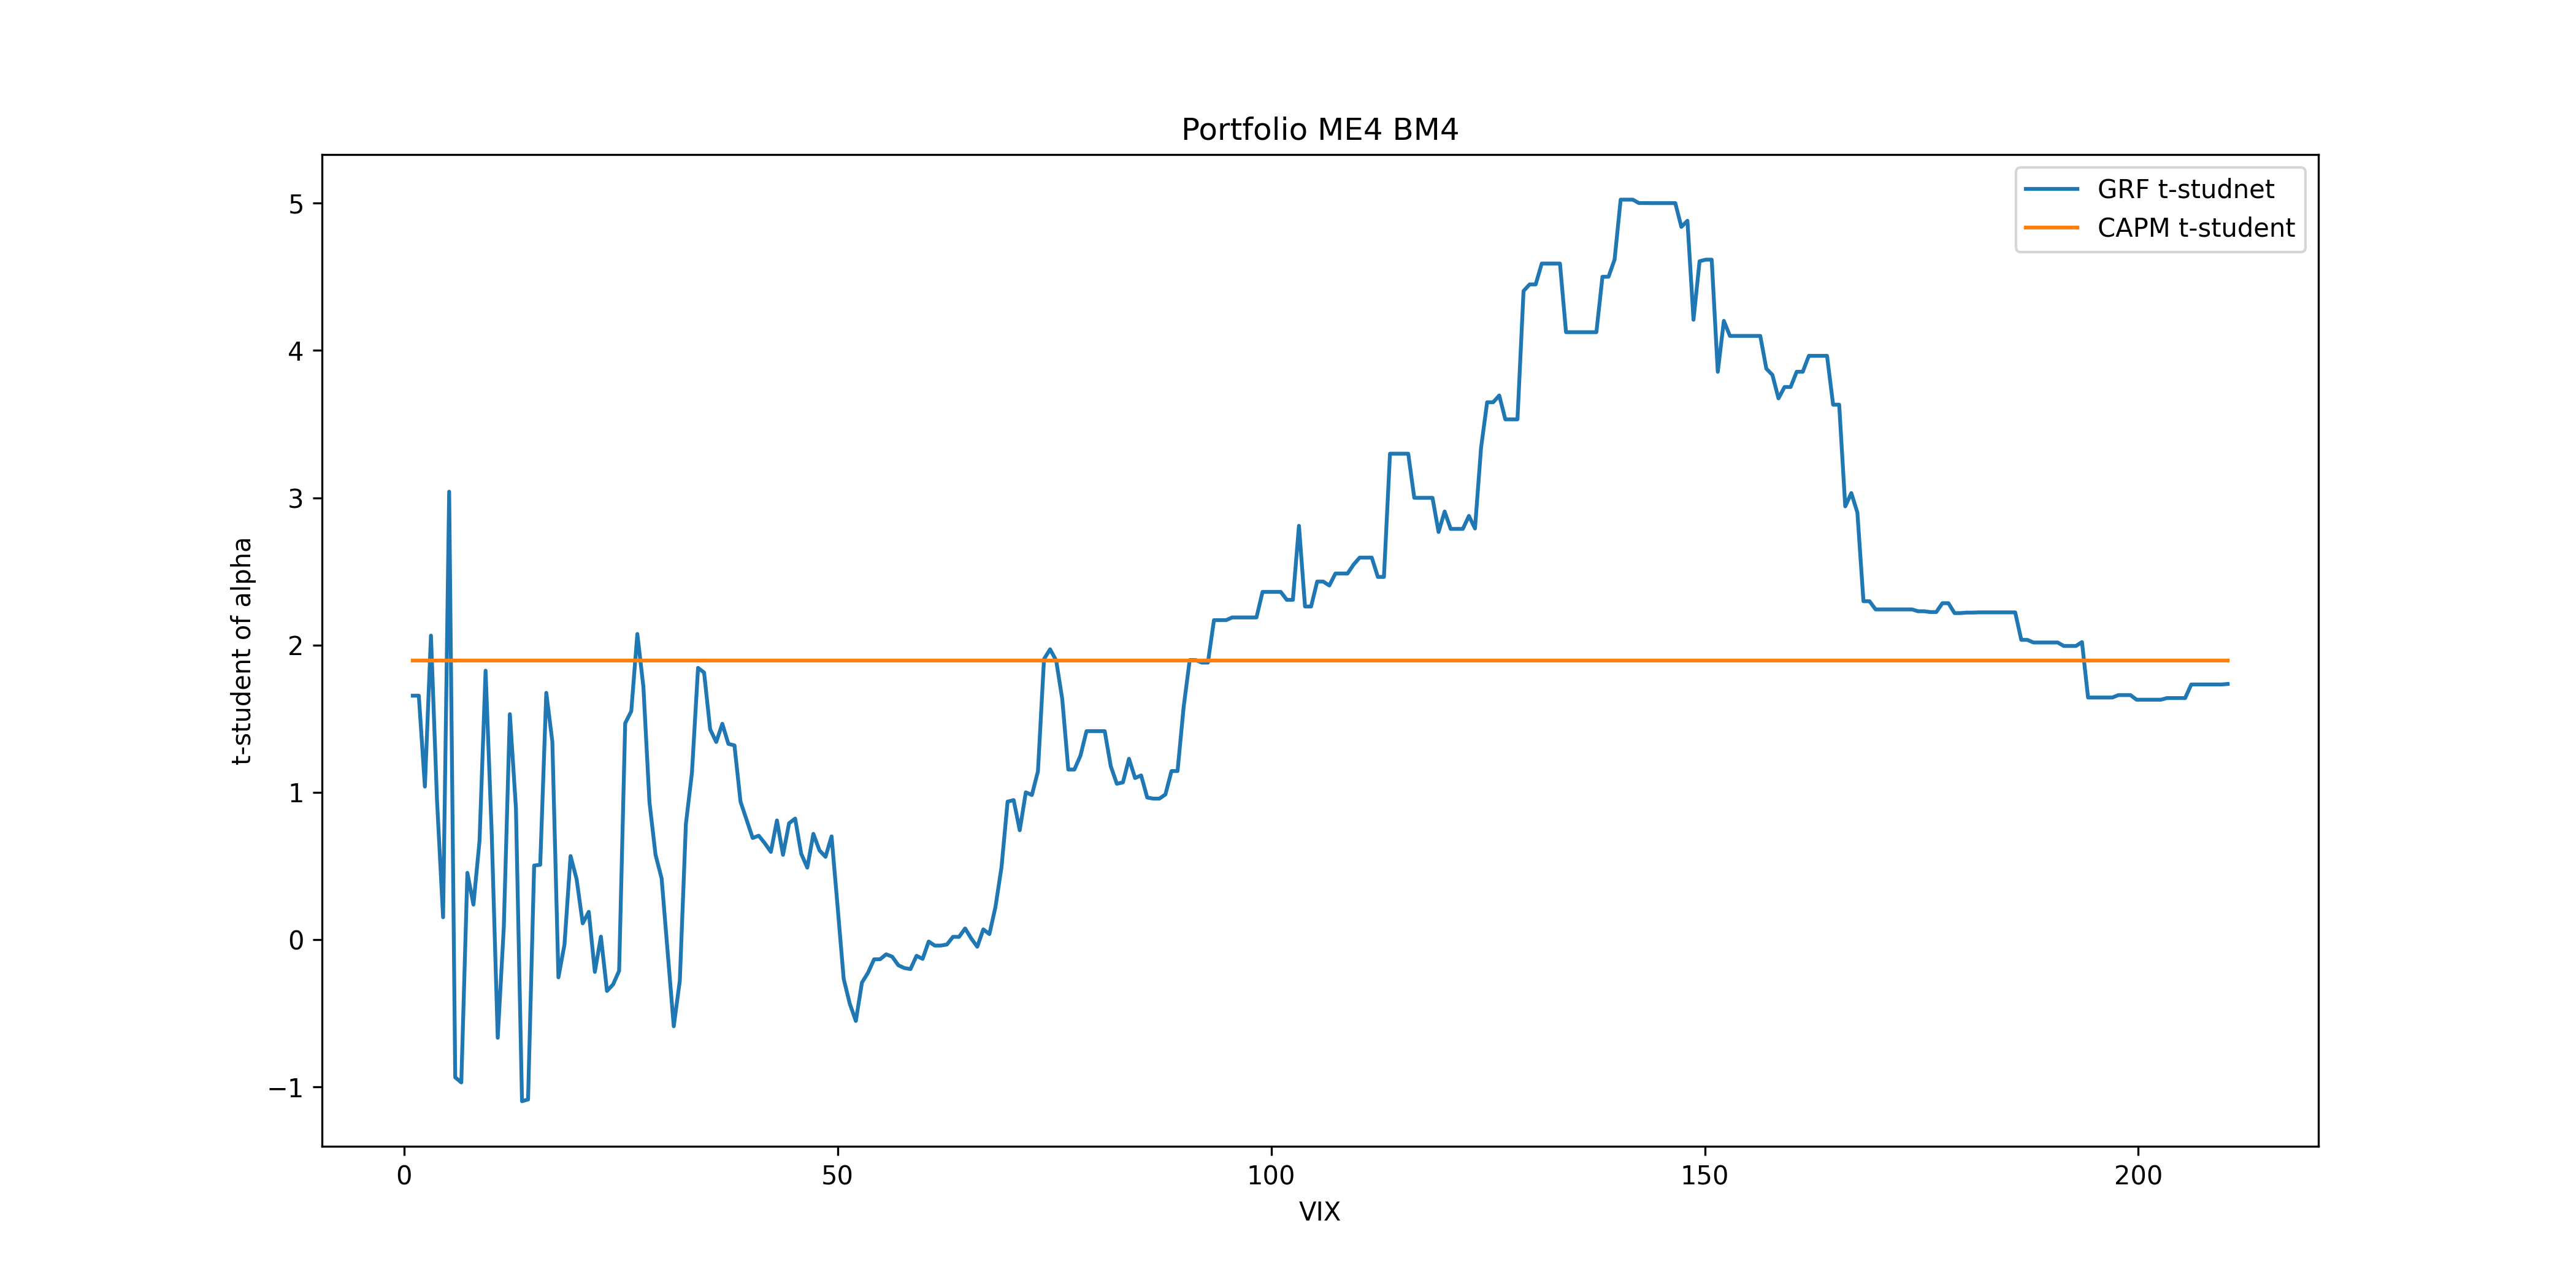 Portfolio ME4 BM4
GRF t-studnet
CAPM t-student
t-student of alpha
5
4
3
2
1
0
−1
0 50 100 150 200
VIX